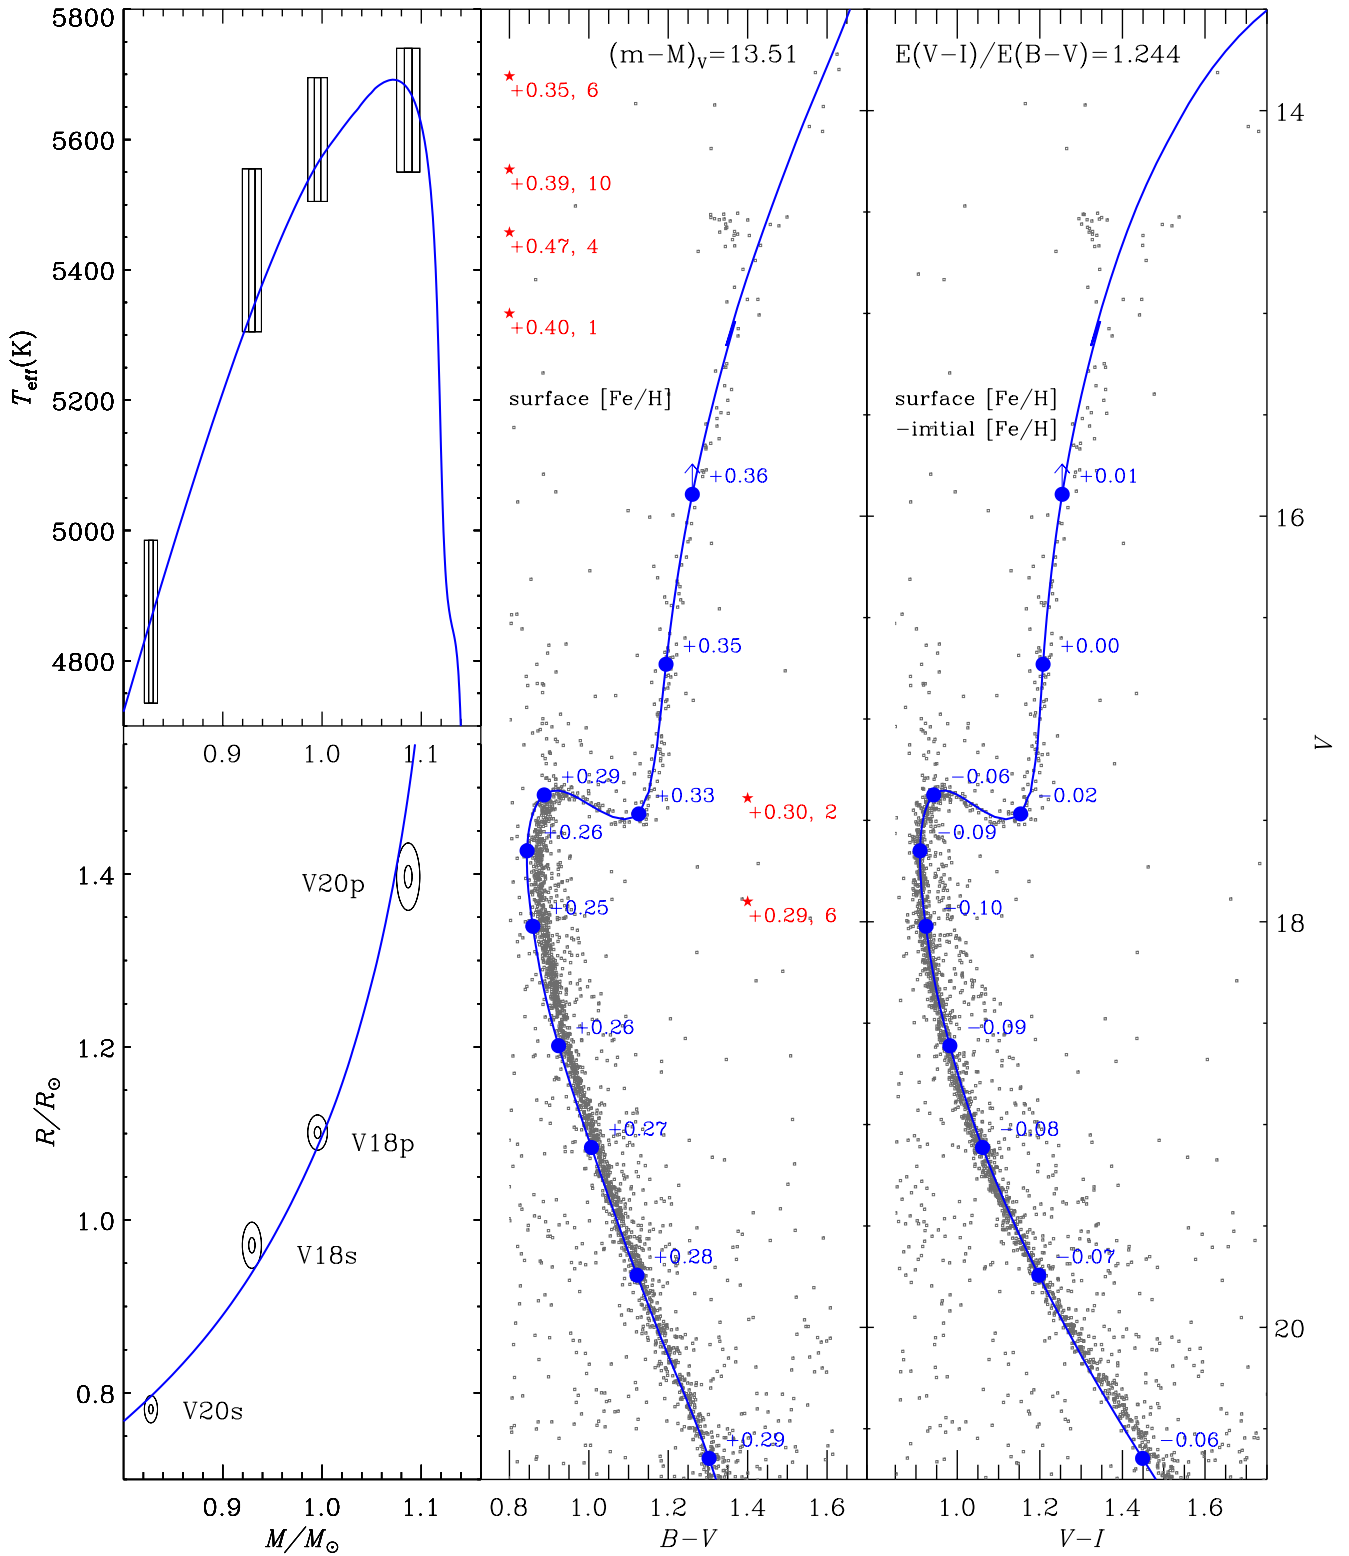 5800
5600
5400
5200
5000
4800
T_eff(K)
0.9 1.0 1.1
V20p
V18p
V18s
V20s
1.4
1.2
1.0
0.8
R/R⊙
0.9 1.0 1.1
M/M⊙
(m−M)_V=13.51
+0.35, 6
+0.39, 10
+0.47, 4
+0.40, 1
surface [Fe/H]
+0.36
+0.35
+0.29
+0.33
+0.26
+0.30, 2
+0.25
+0.29, 6
+0.26
+0.27
+0.28
+0.29
0.8 1.0 1.2 1.4 1.6
B−V
E(V−I)/E(B−V)=1.244
surface [Fe/H]
−initial [Fe/H]
+0.01
+0.00
−0.06
−0.02
−0.09
−0.10
−0.09
−0.08
−0.07
−0.06
1.0 1.2 1.4 1.6
V−I
14
16
18
20
V